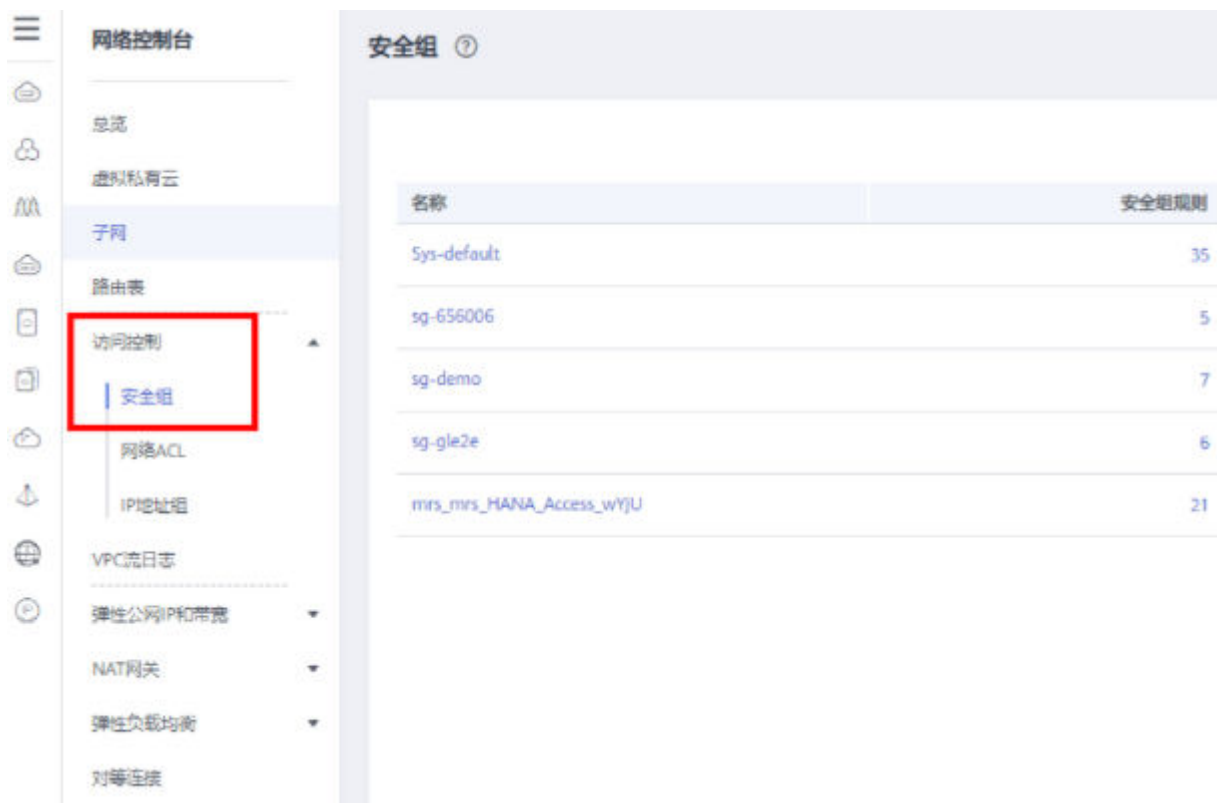 网络控制台
总览
虚拟私有云
子网
路由表
访问控制
安全组
网络ACL
IP地址组
VPC流日志
弹性公网IP和带宽
NAT网关
弹性负载均衡
对等连接
安全组
名称 安全组规则
Sys-default 35
sg-656006 5
sg-demo 7
sg-gle2e 6
mrs_mrs_HANA_Access_wYjU 21